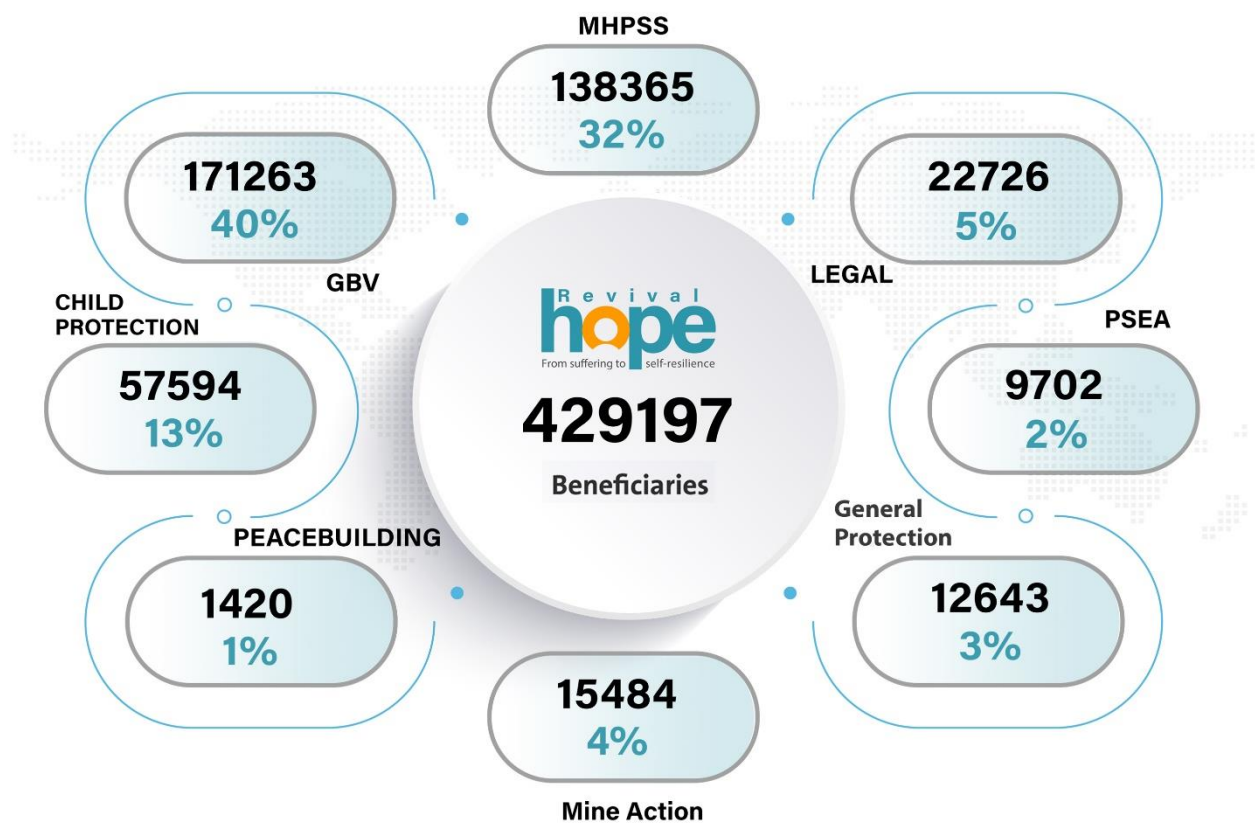 MHPSS
138365
32%
171263
40%
GBV
22726
5%
LEGAL
CHILD
PROTECTION
57594
13%
Revival
hope
From suffering to self-resilience
429197
Beneficiaries
PSEA
9702
2%
PEACEBUILDING
1420
1%
General
Protection
12643
3%
15484
4%
Mine Action